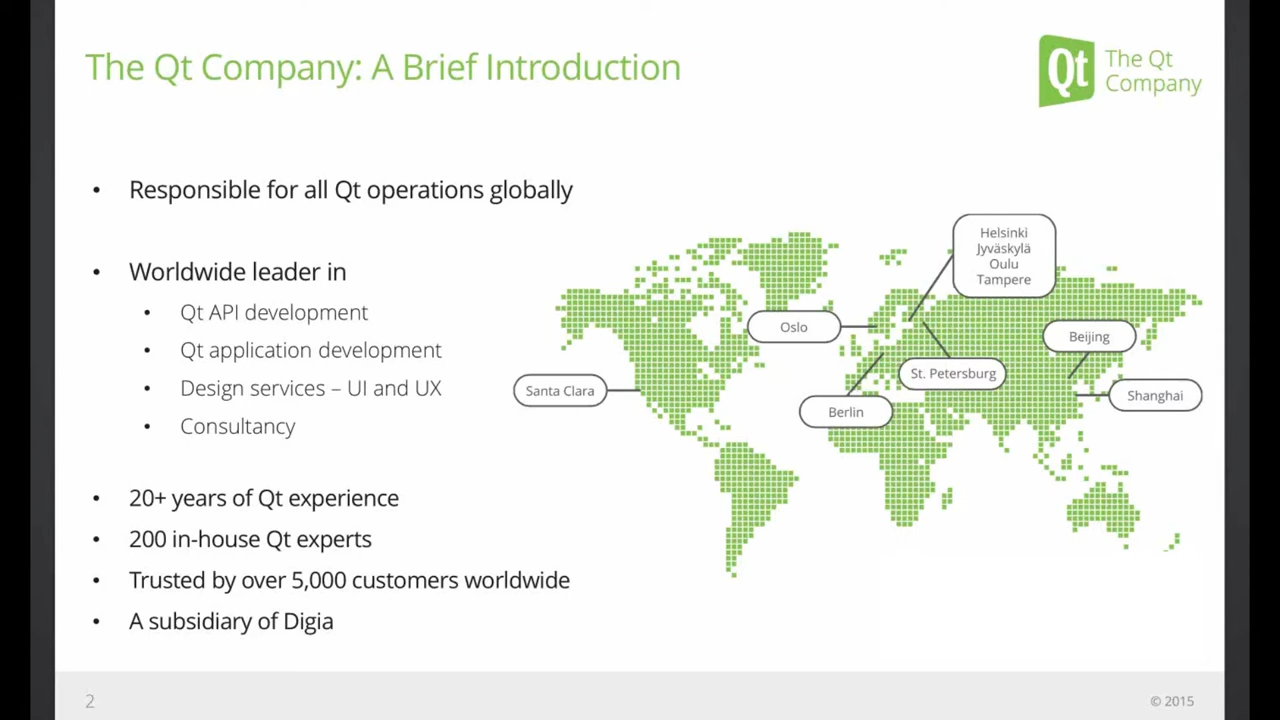 The Qt Company: A Brief Introduction
Qt
The Qt
Company
• Responsible for all Qt operations globally
• Worldwide leader in
• Qt API development
• Qt application development
• Design services – UI and UX
• Consultancy
• 20+ years of Qt experience
• 200 in-house Qt experts
• Trusted by over 5,000 customers worldwide
• A subsidiary of Digia
Helsinki
Jyväskylä
Oulu
Tampere
Oslo
Beijing
St. Petersburg
Santa Clara
Shanghai
Berlin
2
© 2015